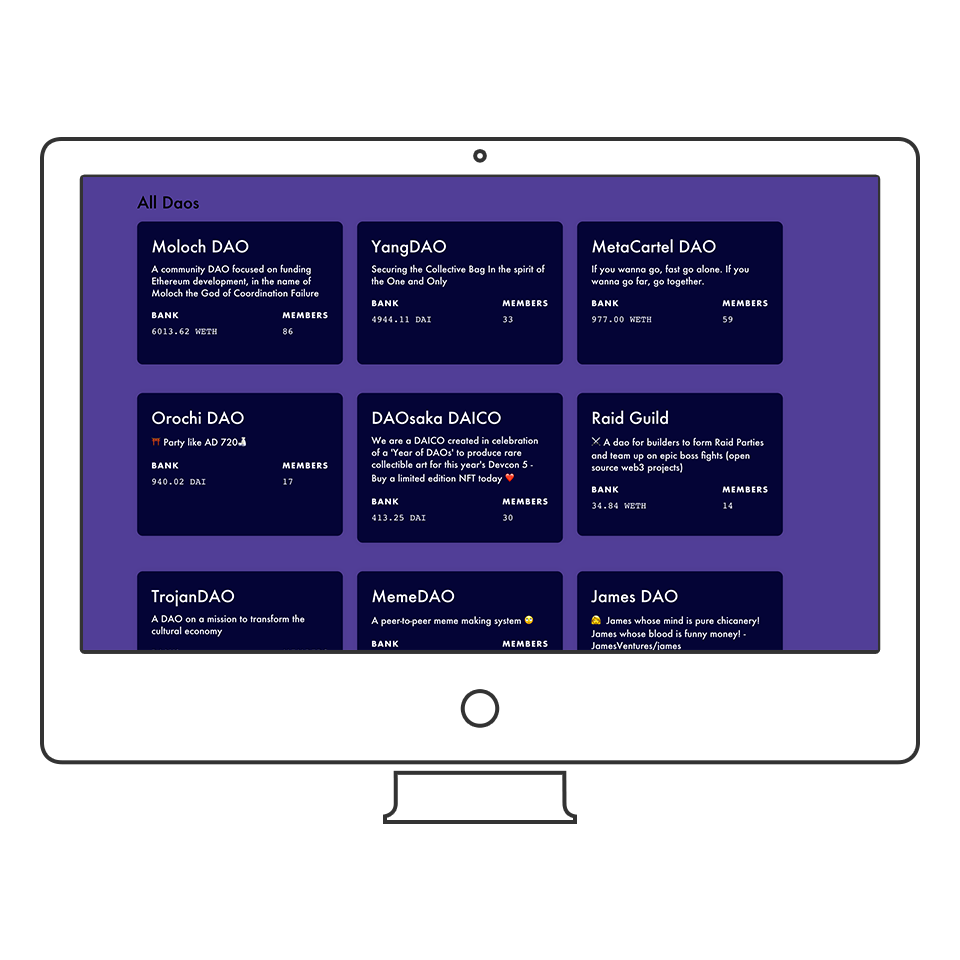 All Daos
Moloch DAO
A community DAO focused on funding
Ethereum development, in the name of
Moloch the God of Coordination Failure
BANK MEMBERS
6013.62 WETH 86
YangDAO
Securing the Collective Bag In the spirit of
the One and Only
BANK MEMBERS
4944.11 DAI 33
MetaCartel DAO
If you wanna go, fast go alone. If you
wanna go far, go together.
BANK MEMBERS
977.00 WETH 59
Orochi DAO
⛩ Party like AD 720🍶
BANK MEMBERS
940.02 DAI 17
DAOsaka DAICO
We are a DAICO created in celebration
of a 'Year of DAOs' to produce rare
collectible art for this year's Devcon 5 -
Buy a limited edition NFT today ❤️
BANK MEMBERS
413.25 DAI 30
Raid Guild
⚔ A dao for builders to form Raid Parties
and team up on epic boss fights (open
source web3 projects)
BANK MEMBERS
34.84 WETH 14
TrojanDAO
A DAO on a mission to transform the
cultural economy
MemeDAO
A peer-to-peer meme making system
BANK MEMBERS
James DAO
James whose mind is pure chicanery!
James whose blood is funny money! -
JamesVentures/james